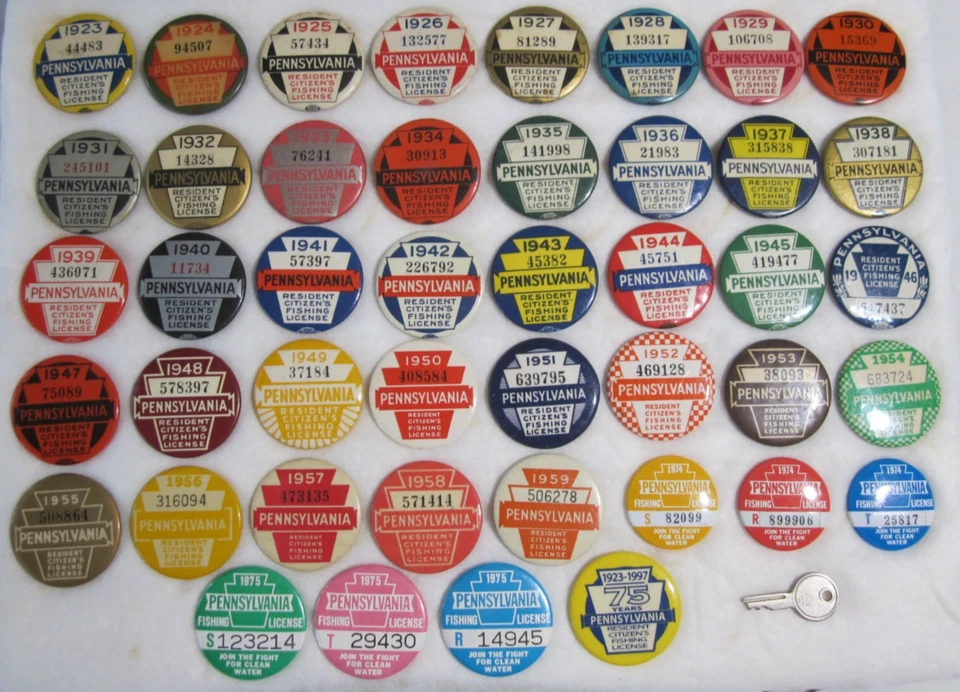 1923
44483
PENNSYLVANIA
RESIDENT
CITIZEN'S
FISHING
LICENSE
1924
94507
PENNSYLVANIA
RESIDENT
CITIZEN'S
FISHING
LICENSE
1925
57434
PENNSYLVANIA
RESIDENT
CITIZEN'S
FISHING
LICENSE
1926
132577
PENNSYLVANIA
RESIDENT
CITIZEN'S
FISHING
LICENSE
1927
81289
PENNSYLVANIA
RESIDENT
CITIZEN'S
FISHING
LICENSE
1928
139317
PENNSYLVANIA
RESIDENT
CITIZEN'S
FISHING
LICENSE
1929
106708
PENNSYLVANIA
RESIDENT
CITIZEN'S
FISHING
LICENSE
1930
15369
PENNSYLVANIA
RESIDENT
CITIZEN'S
FISHING
LICENSE
1931
245101
PENNSYLVANIA
RESIDENT
CITIZEN'S
FISHING
LICENSE
1932
14328
PENNSYLVANIA
RESIDENT
CITIZEN'S
FISHING
LICENSE
1933
76241
PENNSYLVANIA
RESIDENT
CITIZEN'S
FISHING
LICENSE
1934
30913
PENNSYLVANIA
RESIDENT
CITIZEN'S
FISHING
LICENSE
1935
141998
PENNSYLVANIA
RESIDENT
CITIZEN'S
FISHING
LICENSE
1936
21983
PENNSYLVANIA
RESIDENT
CITIZEN'S
FISHING
LICENSE
1937
315838
PENNSYLVANIA
RESIDENT
CITIZEN'S
FISHING
LICENSE
1938
307181
PENNSYLVANIA
RESIDENT
CITIZEN'S
FISHING
LICENSE
1939
436071
PENNSYLVANIA
RESIDENT
CITIZEN'S
FISHING
LICENSE
1940
11734
PENNSYLVANIA
RESIDENT
CITIZEN'S
FISHING
LICENSE
1941
57397
PENNSYLVANIA
RESIDENT
CITIZEN'S
FISHING
LICENSE
1942
226792
PENNSYLVANIA
RESIDENT
CITIZEN'S
FISHING
LICENSE
1943
45382
PENNSYLVANIA
RESIDENT
CITIZEN'S
FISHING
LICENSE
1944
45751
PENNSYLVANIA
RESIDENT
CITIZEN'S
FISHING
LICENSE
1945
419477
PENNSYLVANIA
RESIDENT
CITIZEN'S
FISHING
LICENSE
PENNSYLVANIA
19 46
RESIDENT
CITIZEN'S
FISHING
LICENSE
1947
75089
PENNSYLVANIA
RESIDENT
CITIZEN'S
FISHING
LICENSE
1948
578397
PENNSYLVANIA
RESIDENT
CITIZEN'S
FISHING
LICENSE
1949
37184
PENNSYLVANIA
RESIDENT
CITIZEN'S
FISHING
LICENSE
1950
408584
PENNSYLVANIA
RESIDENT
CITIZEN'S
FISHING
LICENSE
1951
639795
PENNSYLVANIA
RESIDENT
CITIZEN'S
FISHING
LICENSE
1952
469128
PENNSYLVANIA
RESIDENT
CITIZEN'S
FISHING
LICENSE
1953
38093
PENNSYLVANIA
RESIDENT
CITIZEN'S
FISHING
LICENSE
1954
683724
PENNSYLVANIA
RESIDENT
CITIZEN'S
FISHING
LICENSE
1955
508864
PENNSYLVANIA
RESIDENT
CITIZEN'S
FISHING
LICENSE
1956
316094
PENNSYLVANIA
RESIDENT
CITIZEN'S
FISHING
LICENSE
1957
473135
PENNSYLVANIA
RESIDENT
CITIZEN'S
FISHING
LICENSE
1958
571414
PENNSYLVANIA
RESIDENT
CITIZEN'S
FISHING
LICENSE
1959
506278
PENNSYLVANIA
RESIDENT
CITIZEN'S
FISHING
LICENSE
1974
PENNSYLVANIA
FISHING LICENSE
S 82099
JOIN THE FIGHT
FOR CLEAN
WATER
1974
PENNSYLVANIA
FISHING LICENSE
R 899906
JOIN THE FIGHT
FOR CLEAN
WATER
1974
PENNSYLVANIA
FISHING LICENSE
T 25817
JOIN THE FIGHT
FOR CLEAN
WATER
1975
PENNSYLVANIA
FISHING LICENSE
S 123214
JOIN THE FIGHT
FOR CLEAN
WATER
1975
PENNSYLVANIA
FISHING LICENSE
T 29430
JOIN THE FIGHT
FOR CLEAN
WATER
1975
PENNSYLVANIA
FISHING LICENSE
R 14945
JOIN THE FIGHT
FOR CLEAN
WATER
1923-1997
75
YEARS
PENNSYLVANIA
RESIDENT
CITIZEN'S
FISHING
LICENSE